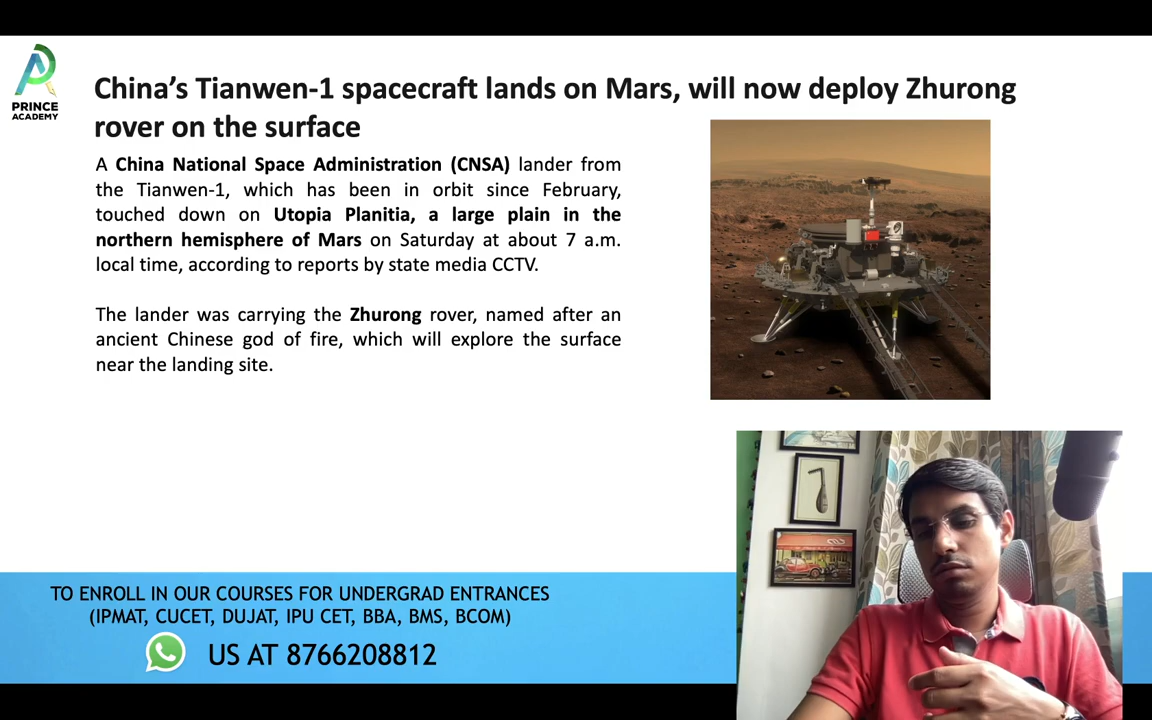 PRINCE
ACADEMY
China’s Tianwen-1 spacecraft lands on Mars, will now deploy Zhurong
rover on the surface
A China National Space Administration (CNSA) lander from
the Tianwen-1, which has been in orbit since February,
touched down on Utopia Planitia, a large plain in the
northern hemisphere of Mars on Saturday at about 7 a.m.
local time, according to reports by state media CCTV.
The lander was carrying the Zhurong rover, named after an
ancient Chinese god of fire, which will explore the surface
near the landing site.
TO ENROLL IN OUR COURSES FOR UNDERGRAD ENTRANCES
(IPMAT, CUCET, DUJAT, IPU CET, BBA, BMS, BCOM)
US AT 8766208812